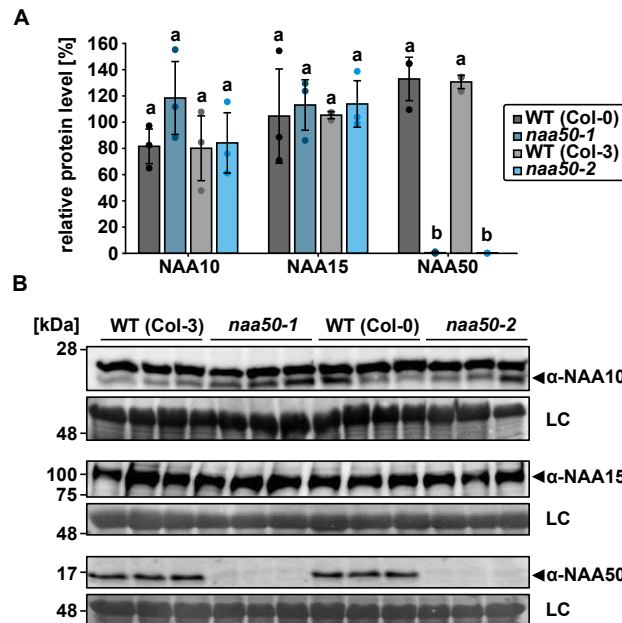 A
relative protein level [%]
160
140
120
100
80
60
40
20
0
a a a a
a a a a
a b a b
NAA10 NAA15 NAA50
WT (Col-0)
naa50-1
WT (Col-3)
naa50-2
B
[kDa] WT (Col-3) naa50-1 WT (Col-0) naa50-2
28
◄α-NAA10
LC
48
100 ◄α-NAA15
75
LC
48
17 ◄α-NAA50
48 LC